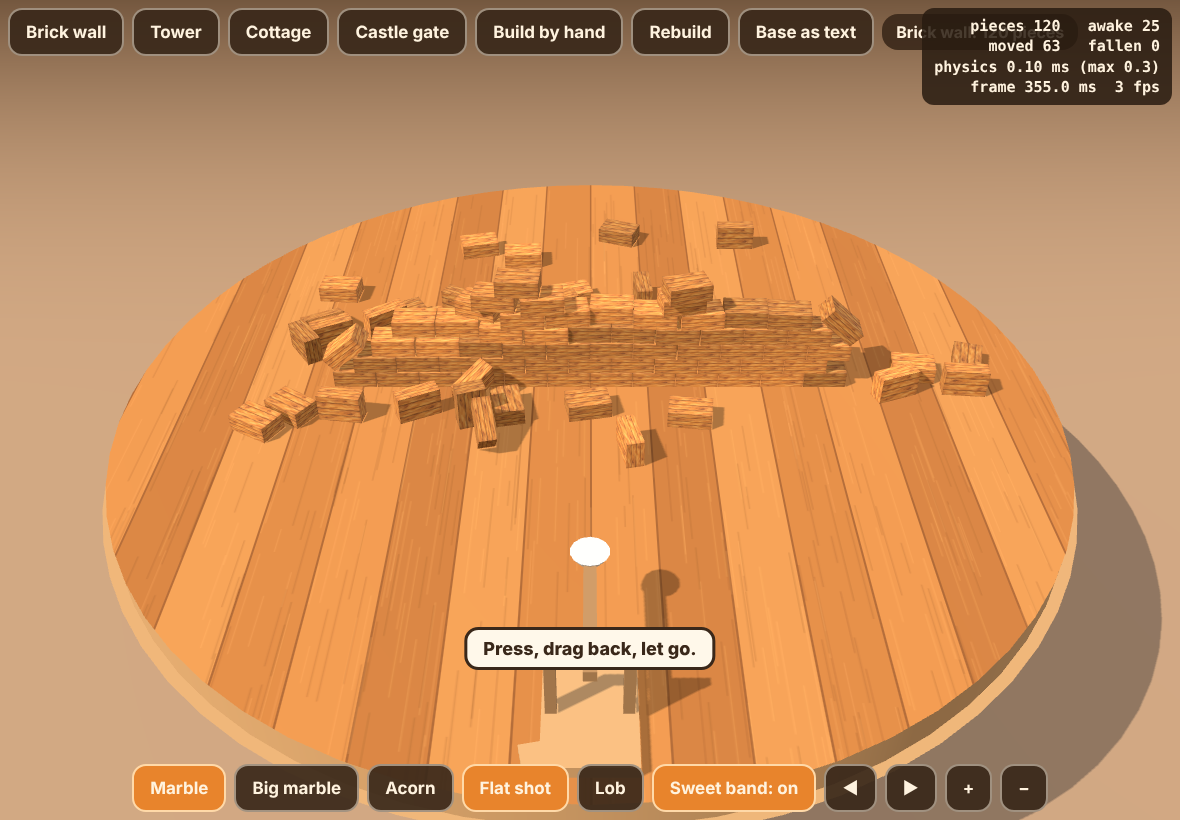 Brick wall
Tower
Cottage
Castle gate
Build by hand
Rebuild
Base as text
pieces 120 awake 25
moved 63 fallen 0
physics 0.10 ms (max 0.3)
frame 355.0 ms 3 fps
Press, drag back, let go.
Marble
Big marble
Acorn
Flat shot
Lob
Sweet band: on
◀
▶
+
−